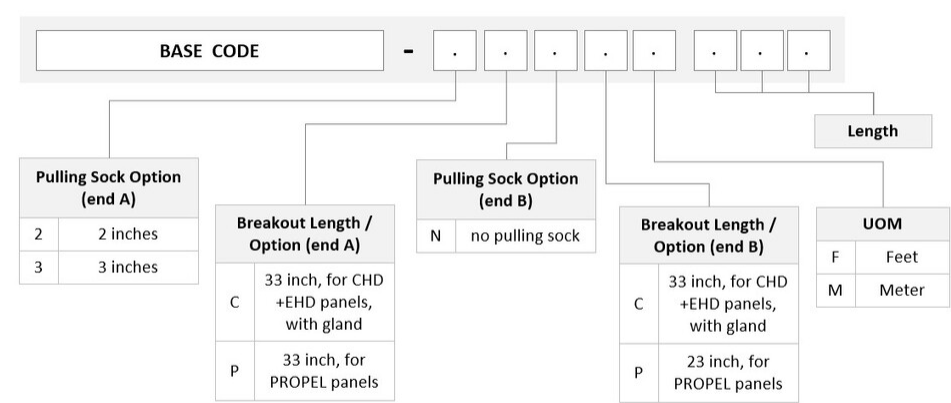 BASE CODE - . . . . . . . .
Length
Pulling Sock Option
(end A)
2 2 inches
3 3 inches
Breakout Length /
Option (end A)
C 33 inch, for CHD
+EHD panels,
with gland
P 33 inch, for
PROPEL panels
Pulling Sock Option
(end B)
N no pulling sock
Breakout Length /
Option (end B)
C 33 inch, for CHD
+EHD panels,
with gland
P 23 inch, for
PROPEL panels
UOM
F Feet
M Meter